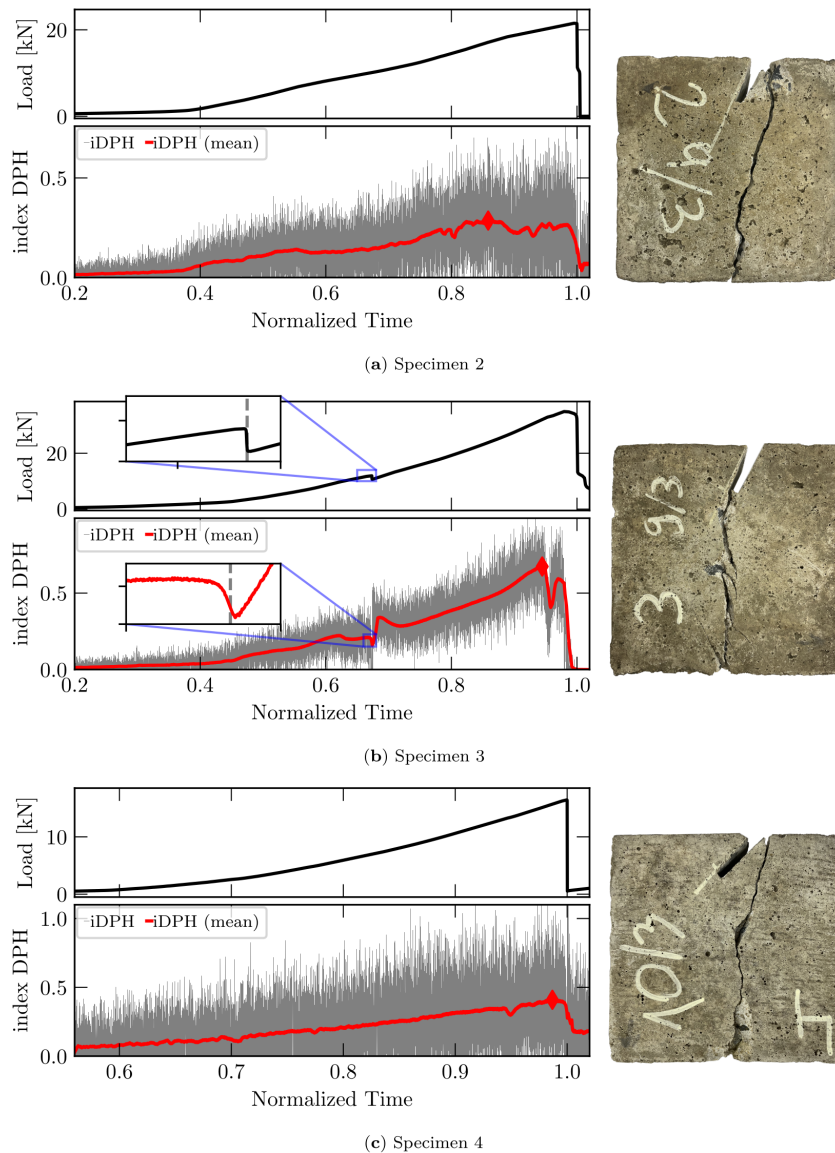 Load [kN]
20
0
index DPH
iDPH iDPH (mean)
0.5
0.0
0.2 0.4 0.6 0.8 1.0
Normalized Time
2
9/3
(a) Specimen 2
Load [kN]
20
0
index DPH
iDPH iDPH (mean)
0.5
0.0
0.2 0.4 0.6 0.8 1.0
Normalized Time
9/3
3
(b) Specimen 3
Load [kN]
10
0
index DPH
iDPH iDPH (mean)
1.0
0.5
0.0
0.6 0.7 0.8 0.9 1.0
Normalized Time
10/3
(c) Specimen 4